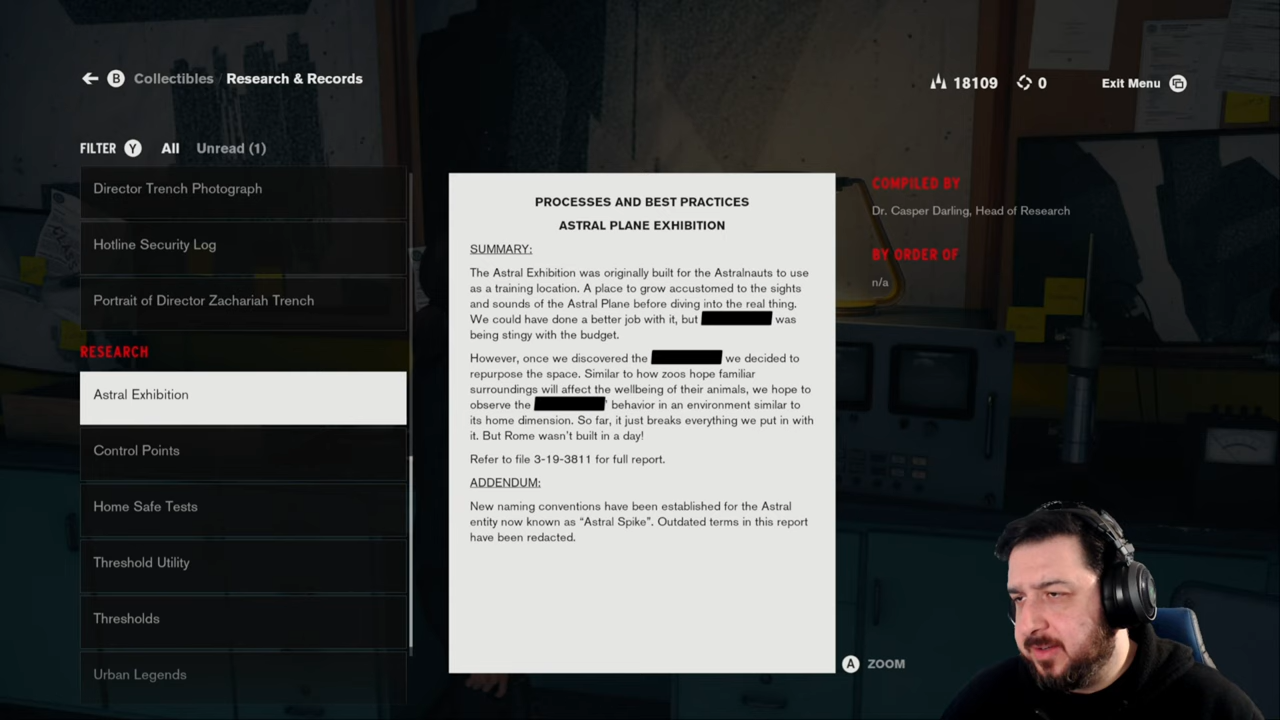 B Collectibles / Research & Records
18109 0 Exit Menu
FILTER Y All Unread (1)
Director Trench Photograph
Hotline Security Log
Portrait of Director Zachariah Trench
RESEARCH
Astral Exhibition
Control Points
Home Safe Tests
Threshold Utility
Thresholds
Urban Legends
PROCESSES AND BEST PRACTICES
ASTRAL PLANE EXHIBITION
SUMMARY:
The Astral Exhibition was originally built for the Astralnauts to use
as a training location. A place to grow accustomed to the sights
and sounds of the Astral Plane before diving into the real thing.
We could have done a better job with it, but was
being stingy with the budget.
However, once we discovered the we decided to
repurpose the space. Similar to how zoos hope familiar
surroundings will affect the wellbeing of their animals, we hope to
observe the ' behavior in an environment similar to
its home dimension. So far, it just breaks everything we put in with
it. But Rome wasn't built in a day!
Refer to file 3-19-3811 for full report.
ADDENDUM:
New naming conventions have been established for the Astral
entity now known as “Astral Spike”. Outdated terms in this report
have been redacted.
COMPILED BY
Dr. Casper Darling, Head of Research
BY ORDER OF
n/a
A ZOOM